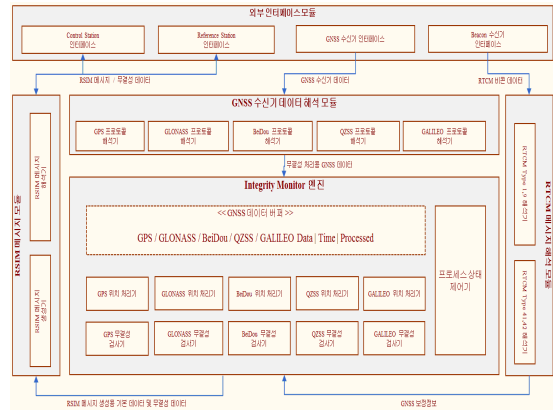 외부 인터페이스 모듈
Control Station
인터페이스
Reference Station
인터페이스
GNSS 수신기 인터페이스
Beacon 수신기
인터페이스
RSIM 메시지 / 무결성 데이터
GNSS 수신기 데이터
RTCM 비콘 데이터
RSIM 메시지 모듈
RSIM 메시지
해석기
RSIM 메시지
생성기
GNSS 수신기 데이터 해석 모듈
GPS 프로토콜
해석기
GLONASS 프로토콜
해석기
BeiDou 프로토콜
해석기
QZSS 프로토콜
해석기
GALILEO 프로토콜
해석기
무결성 처리용 GNSS 데이터
Integrity Monitor 엔진
<< GNSS 데이터 버퍼 >>
GPS / GLONASS / BeiDou / QZSS / GALILEO Data | Time | Processed
프로세스 상태
제어기
GPS 위치 처리기
GLONASS 위치 처리기
BeiDou 위치 처리기
QZSS 위치 처리기
GALILEO 위치 처리기
GPS 무결성
검사기
GLONASS 무결성
검사기
BeiDou 무결성
검사기
QZSS 무결성
검사기
GALILEO 무결성
검사기
RTCM Type 1,9 해석기
RTCM Type 41,42 해석기
RTCM 메시지 해석 모듈
RSIM 메시지 생성용 기본 데이터 및 무결성 데이터
GNSS 보정정보